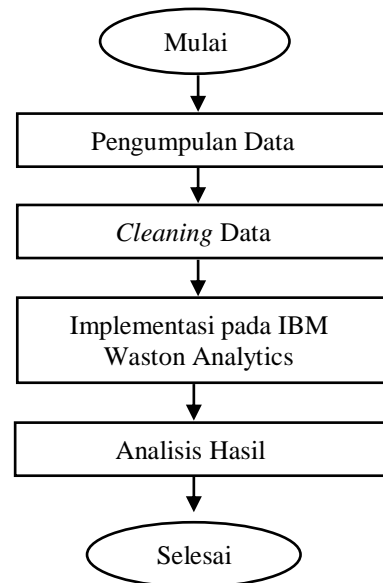 Mulai
Pengumpulan Data
Cleaning Data
Implementasi pada IBM
Waston Analytics
Analisis Hasil
Selesai